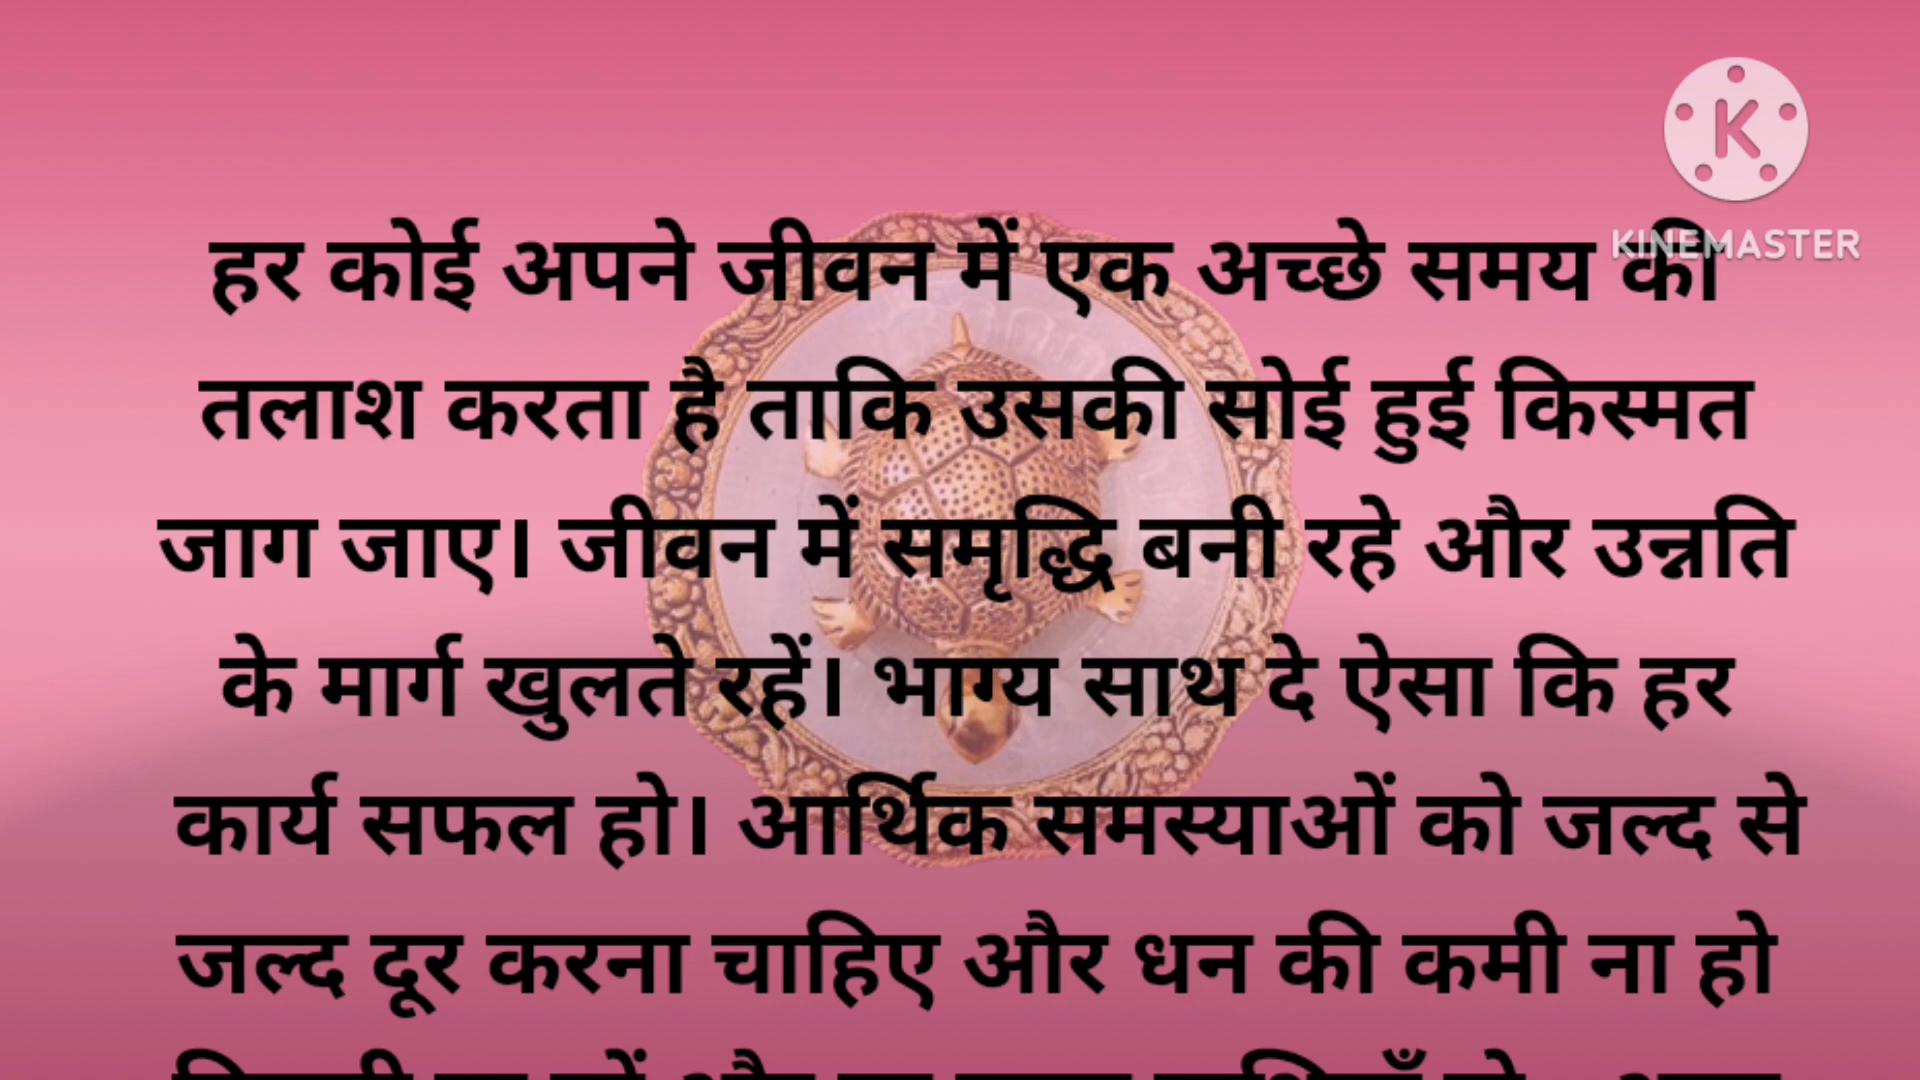 KINEMASTER
हर कोई अपने जीवन में एक अच्छे समय की
तलाश करता है ताकि उसकी सोई हुई किस्मत
जाग जाए। जीवन में समृद्धि बनी रहे और उन्नति
के मार्ग खुलते रहें। भाग्य साथ दे ऐसा कि हर
कार्य सफल हो। आर्थिक समस्याओं को जल्द से
जल्द दूर करना चाहिए और धन की कमी ना हो